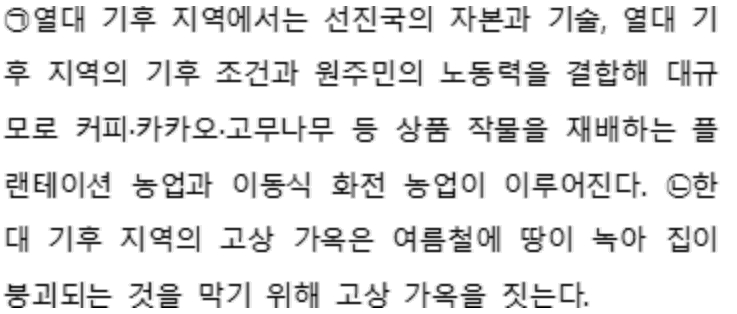 ㉠열대 기후 지역에서는 선진국의 자본과 기술, 열대 기
후 지역의 기후 조건과 원주민의 노동력을 결합해 대규
모로 커피·카카오·고무나무 등 상품 작물을 재배하는 플
랜테이션 농업과 이동식 화전 농업이 이루어진다. ㉡한
대 기후 지역의 고상 가옥은 여름철에 땅이 녹아 집이
붕괴되는 것을 막기 위해 고상 가옥을 짓는다.